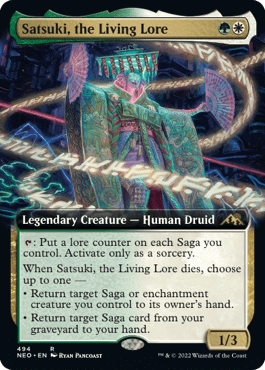 Satsuki, the Living Lore
Legendary Creature — Human Druid
: Put a lore counter on each Saga you
control. Activate only as a sorcery.
When Satsuki, the Living Lore dies, choose
up to one —
• Return target Saga or enchantment
creature you control to its owner's hand.
• Return target Saga card from your
graveyard to your hand.
1/3
494 R
NEO • EN RYAN PANCOAST
™ & © 2022 Wizards of the Coast